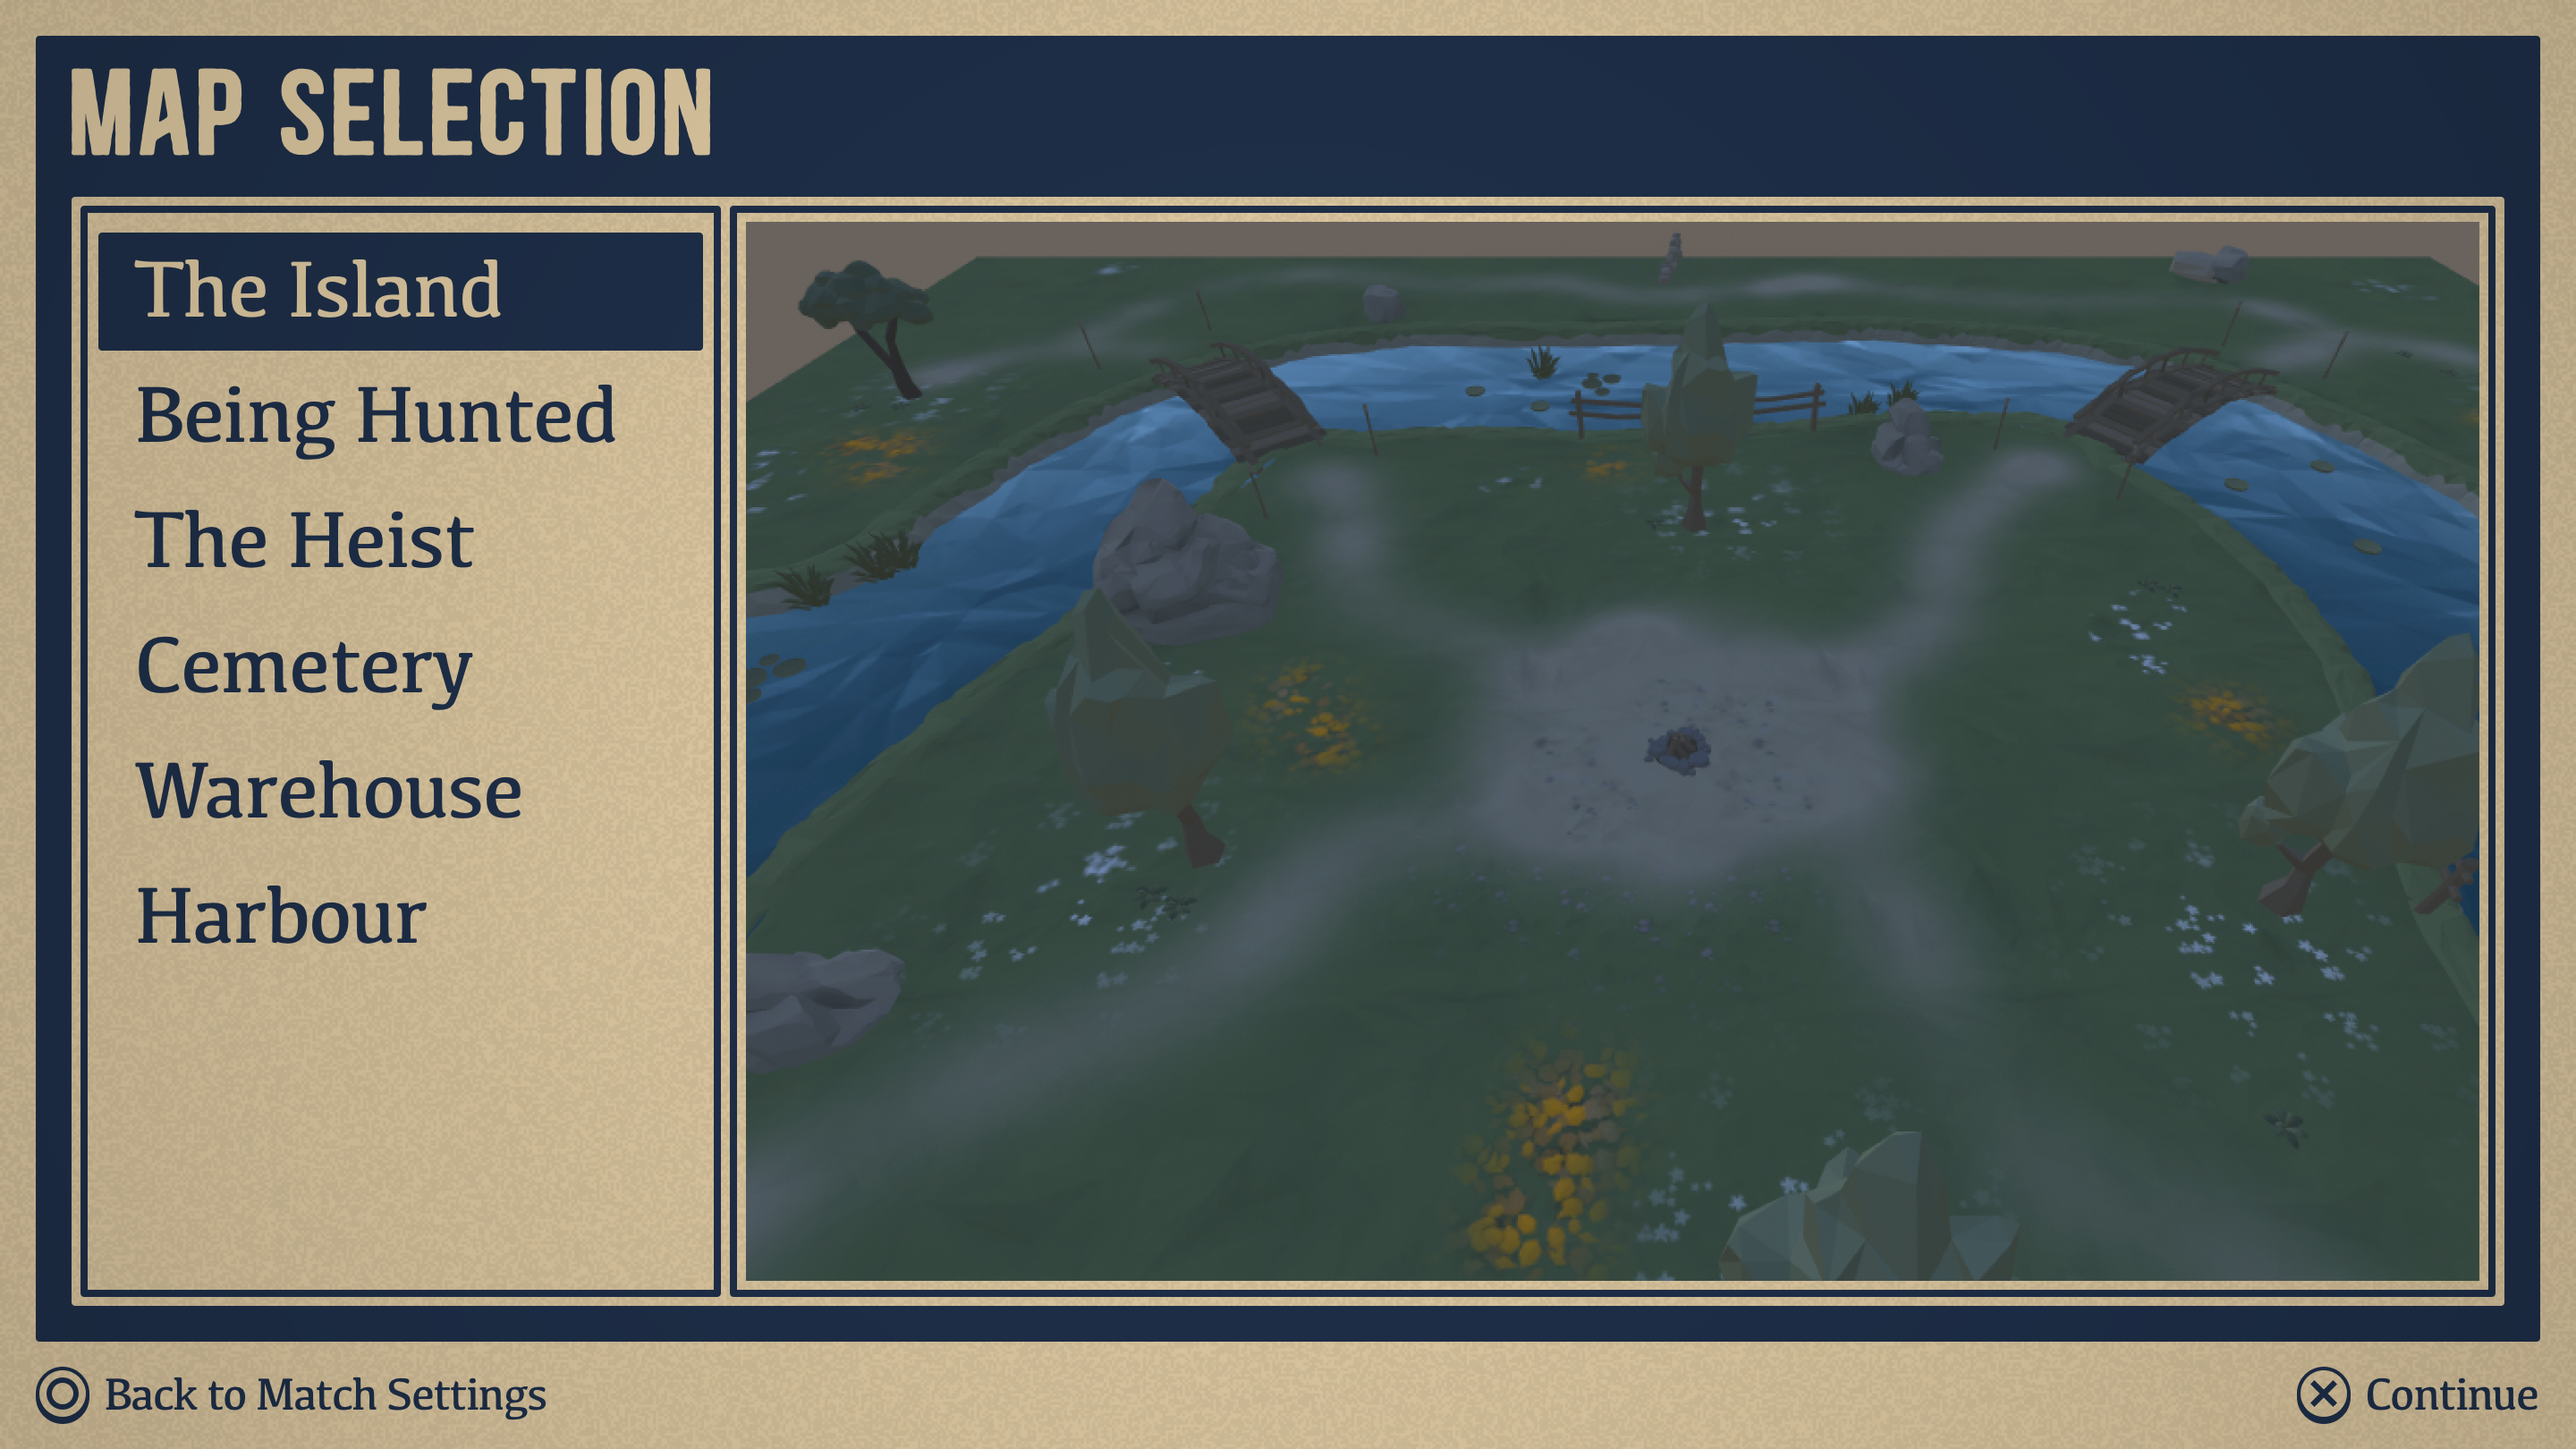 MAP SELECTION
The Island
Being Hunted
The Heist
Cemetery
Warehouse
Harbour
Back to Match Settings
Continue